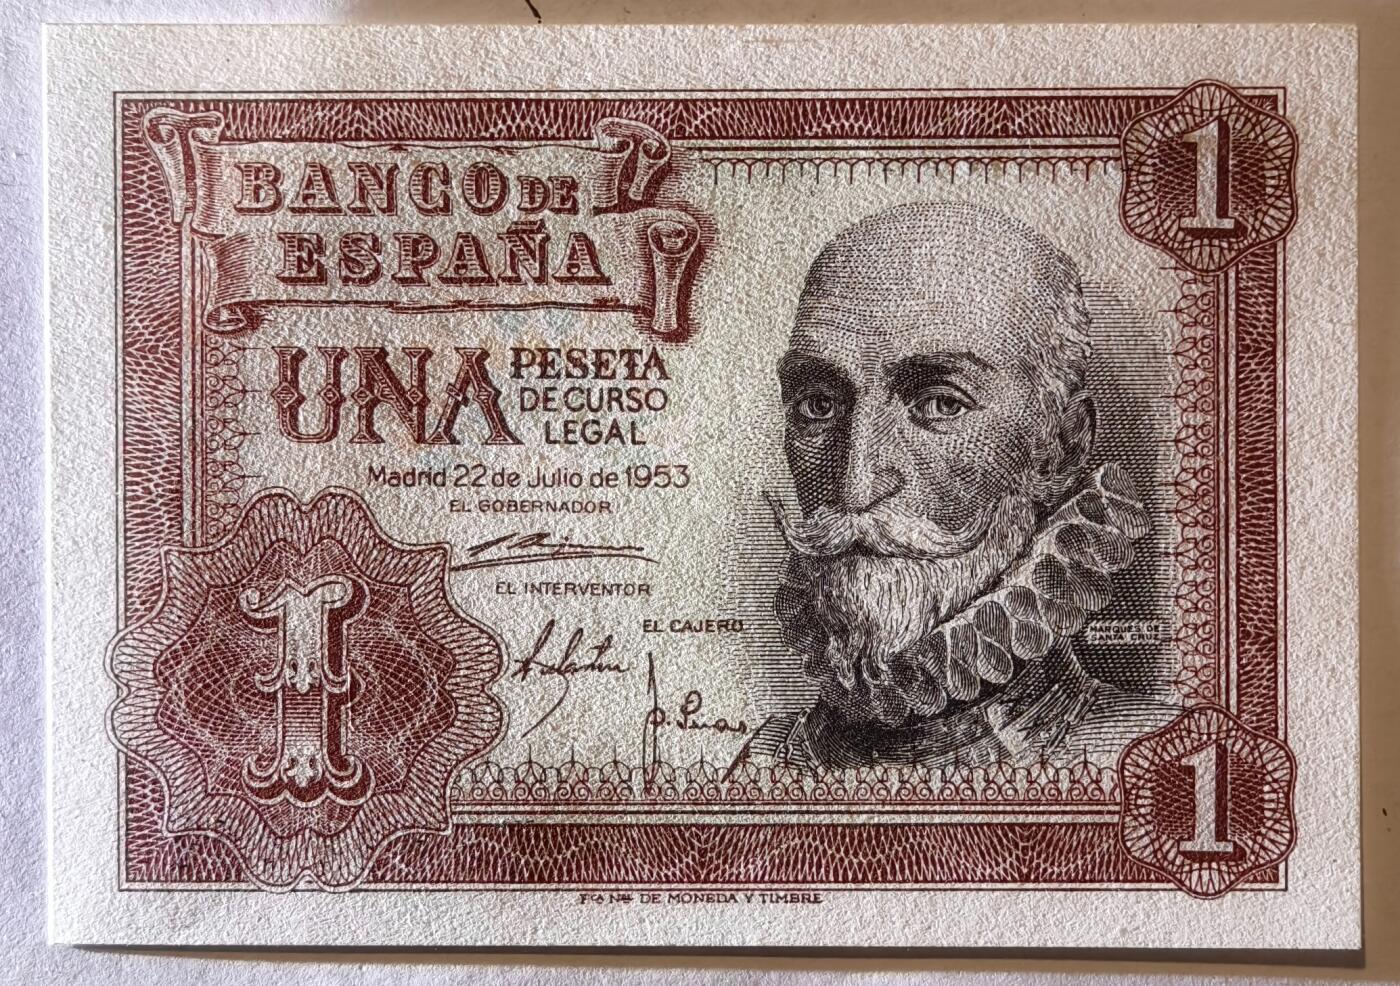 BANCO DE
ESPAÑA
1
UNA PESETA
DE CURSO
LEGAL
Madrid 22 de Julio de 1953
EL GOBERNADOR
EL INTERVENTOR
EL CAJERO
MARQUES DE
SANTA CRUZ
1
1
Fca Nal DE MONEDA Y TIMBRE